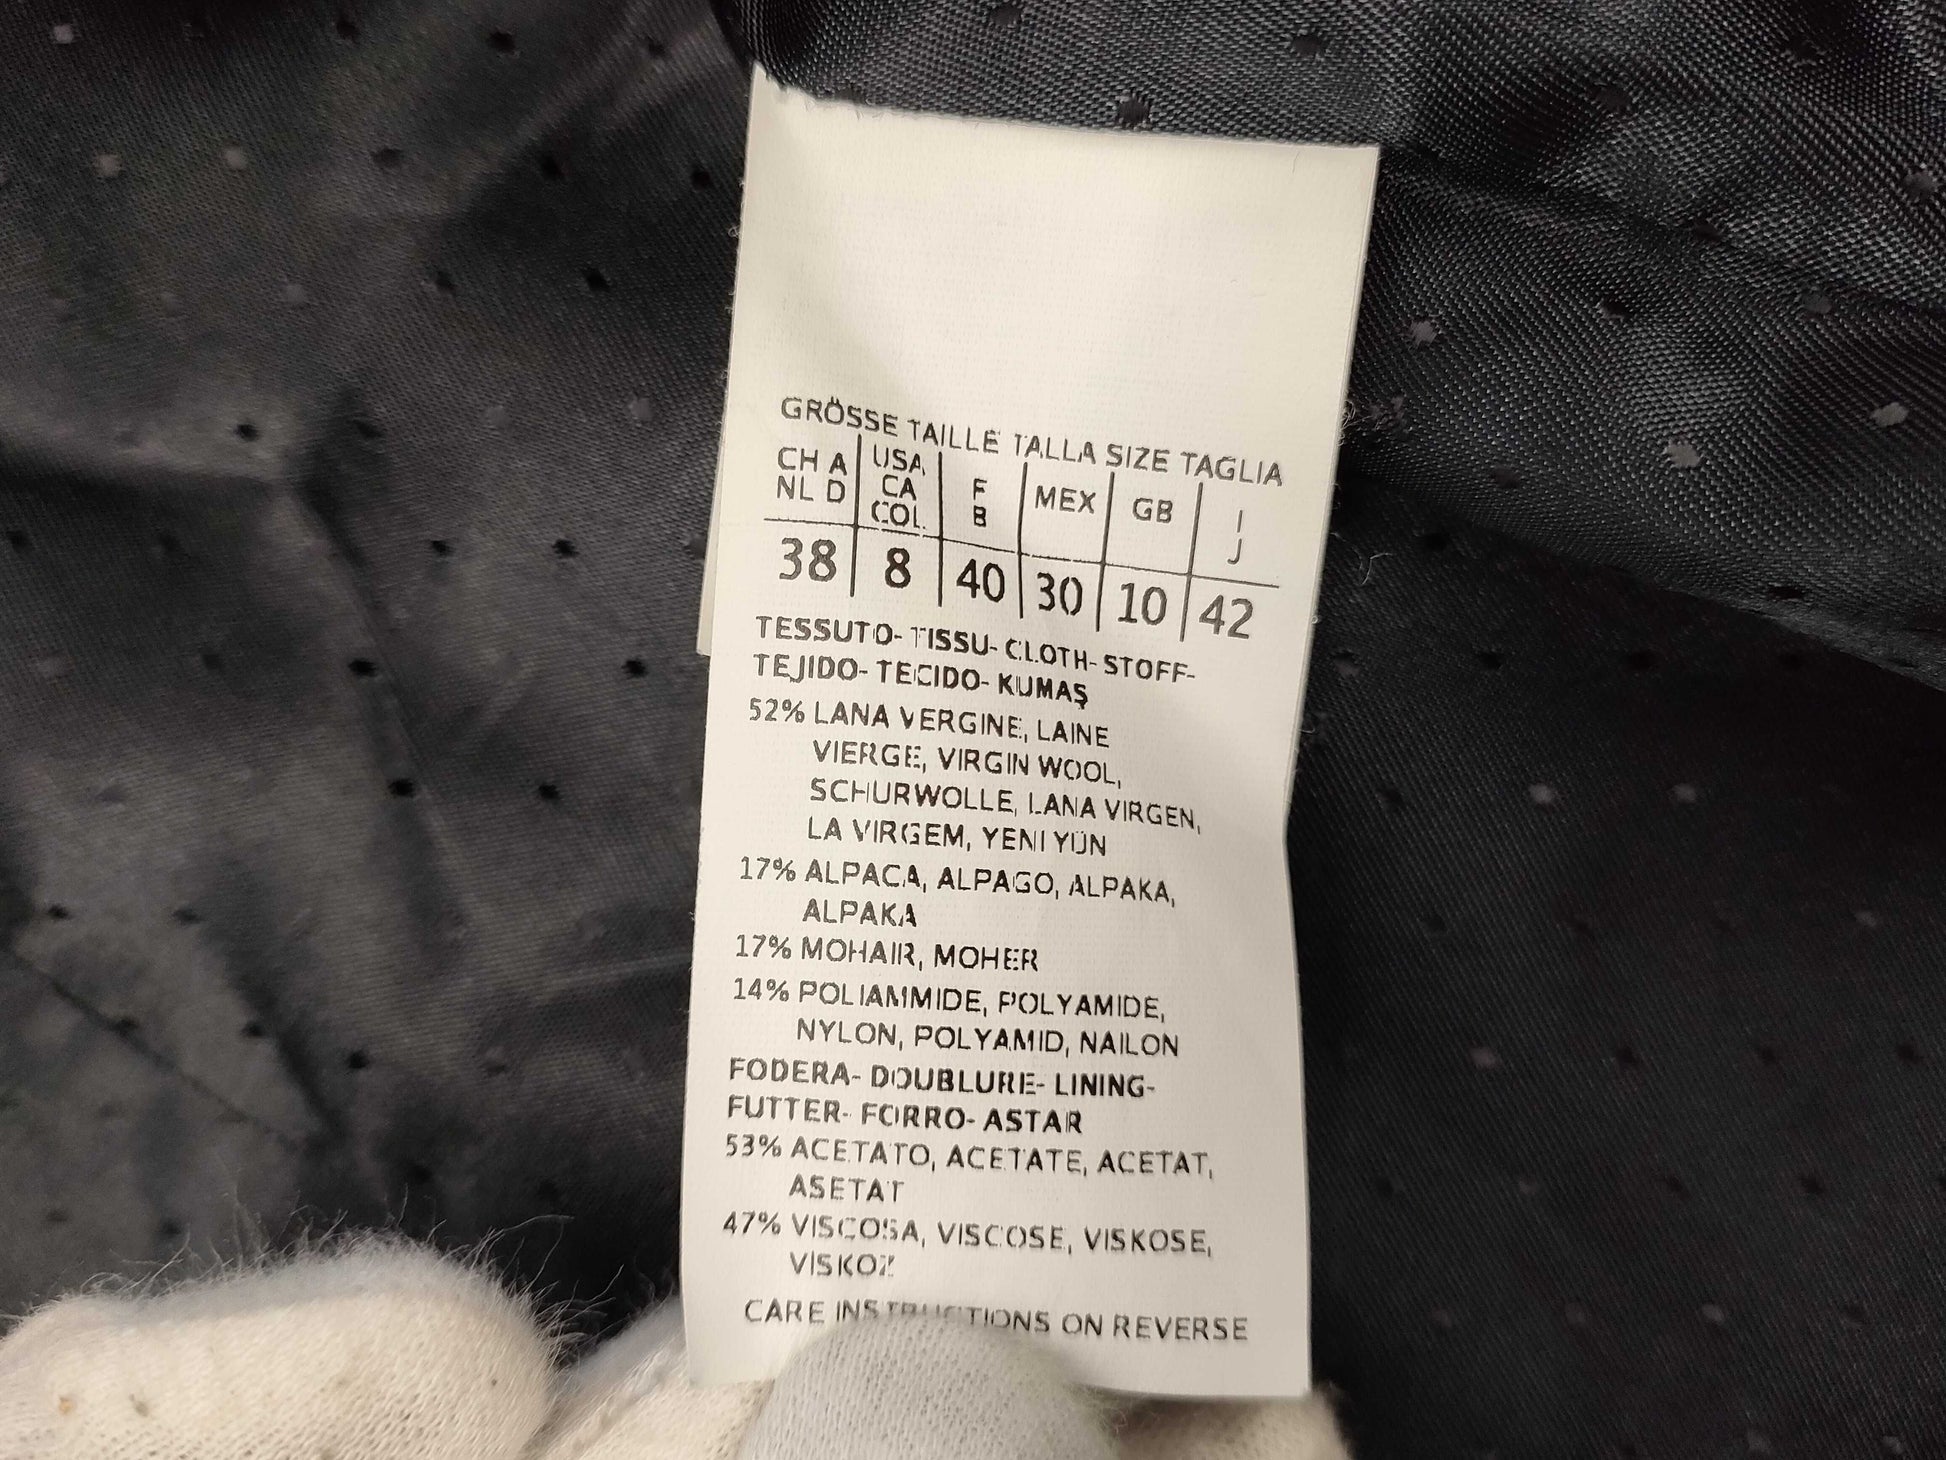 GRÖSSE TAILLE TALLA SIZE TAGLIA
CH A USA F MEX GB I
NL D CA B J
COL
38 8 40 30 10 42
TESSUTO- TISSU- CLOTH- STOFF-
TEJIDO- TECIDO- KUMAŞ
52% LANA VERGINE, LAINE
VIERGE, VIRGIN WOOL,
SCHURWOLLE, LANA VIRGEN,
LA VIRGEM, YENI YÜN
17% ALPACA, ALPAGO, ALPAKA,
ALPAKA
17% MOHAIR, MOHER
14% POLIAMMIDE, POLYAMIDE,
NYLON, POLYAMID, NAILON
FODERA- DOUBLURE- LINING-
FUTTER- FORRO- ASTAR
53% ACETATO, ACETATE, ACETAT,
ASETAT
47% VISCOSA, VISCOSE, VISKOSE,
VISKOZ
CARE INSTRUCTIONS ON REVERSE